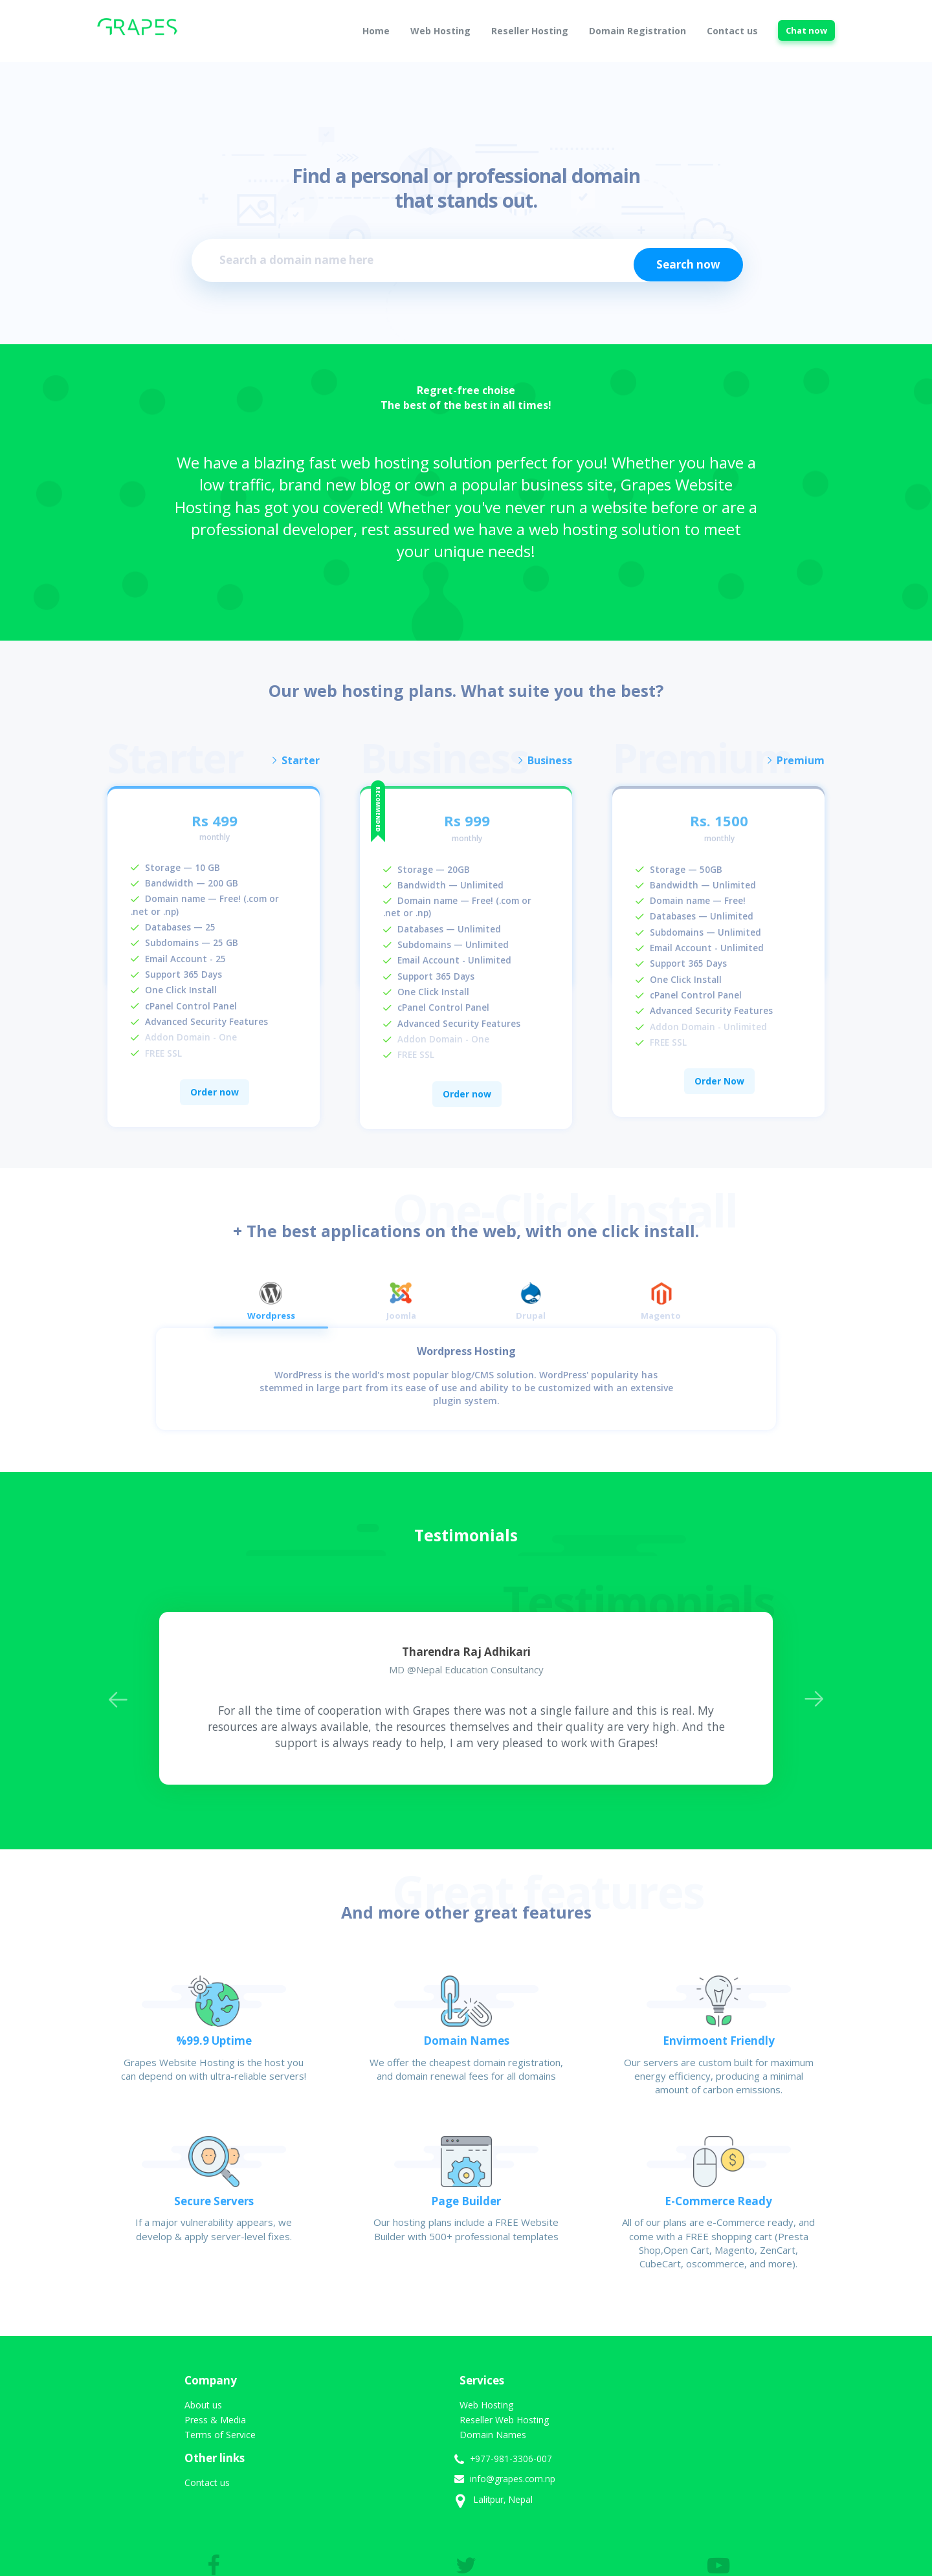 GRAPES
Home Web Hosting Reseller Hosting Domain Registration Contact us Chat now
Find a personal or professional domain
that stands out.
Search a domain name here
Search now
Regret-free choise
The best of the best in all times!
We have a blazing fast web hosting solution perfect for you! Whether you have a
low traffic, brand new blog or own a popular business site, Grapes Website
Hosting has got you covered! Whether you've never run a website before or are a
professional developer, rest assured we have a web hosting solution to meet
your unique needs!
Our web hosting plans. What suite you the best?
Starter
Starter
Rs 499
monthly
Storage — 10 GB
Bandwidth — 200 GB
Domain name — Free! (.com or
.net or .np)
Databases — 25
Subdomains — 25 GB
Email Account - 25
Support 365 Days
One Click Install
cPanel Control Panel
Advanced Security Features
Addon Domain - One
FREE SSL
Order now
Business
Business
RECOMMENDED
Rs 999
monthly
Storage — 20GB
Bandwidth — Unlimited
Domain name — Free! (.com or
.net or .np)
Databases — Unlimited
Subdomains — Unlimited
Email Account - Unlimited
Support 365 Days
One Click Install
cPanel Control Panel
Advanced Security Features
Addon Domain - One
FREE SSL
Order now
Premium
Premium
Rs. 1500
monthly
Storage — 50GB
Bandwidth — Unlimited
Domain name — Free!
Databases — Unlimited
Subdomains — Unlimited
Email Account - Unlimited
Support 365 Days
One Click Install
cPanel Control Panel
Advanced Security Features
Addon Domain - Unlimited
FREE SSL
Order Now
One-Click Install
+ The best applications on the web, with one click install.
Wordpress Joomla Drupal Magento
Wordpress Hosting
WordPress is the world's most popular blog/CMS solution. WordPress' popularity has
stemmed in large part from its ease of use and ability to be customized with an extensive
plugin system.
Testimonials
Testimonials
Tharendra Raj Adhikari
MD @Nepal Education Consultancy
For all the time of cooperation with Grapes there was not a single failure and this is real. My
resources are always available, the resources themselves and their quality are very high. And the
support is always ready to help, I am very pleased to work with Grapes!
Great features
And more other great features
%99.9 Uptime
Grapes Website Hosting is the host you
can depend on with ultra-reliable servers!
Domain Names
We offer the cheapest domain registration,
and domain renewal fees for all domains
Envirmoent Friendly
Our servers are custom built for maximum
energy efficiency, producing a minimal
amount of carbon emissions.
Secure Servers
If a major vulnerability appears, we
develop & apply server-level fixes.
Page Builder
Our hosting plans include a FREE Website
Builder with 500+ professional templates
E-Commerce Ready
All of our plans are e-Commerce ready, and
come with a FREE shopping cart (Presta
Shop,Open Cart, Magento, ZenCart,
CubeCart, oscommerce, and more).
Company
About us
Press & Media
Terms of Service
Other links
Contact us
Services
Web Hosting
Reseller Web Hosting
Domain Names
+977-981-3306-007
info@grapes.com.np
Lalitpur, Nepal